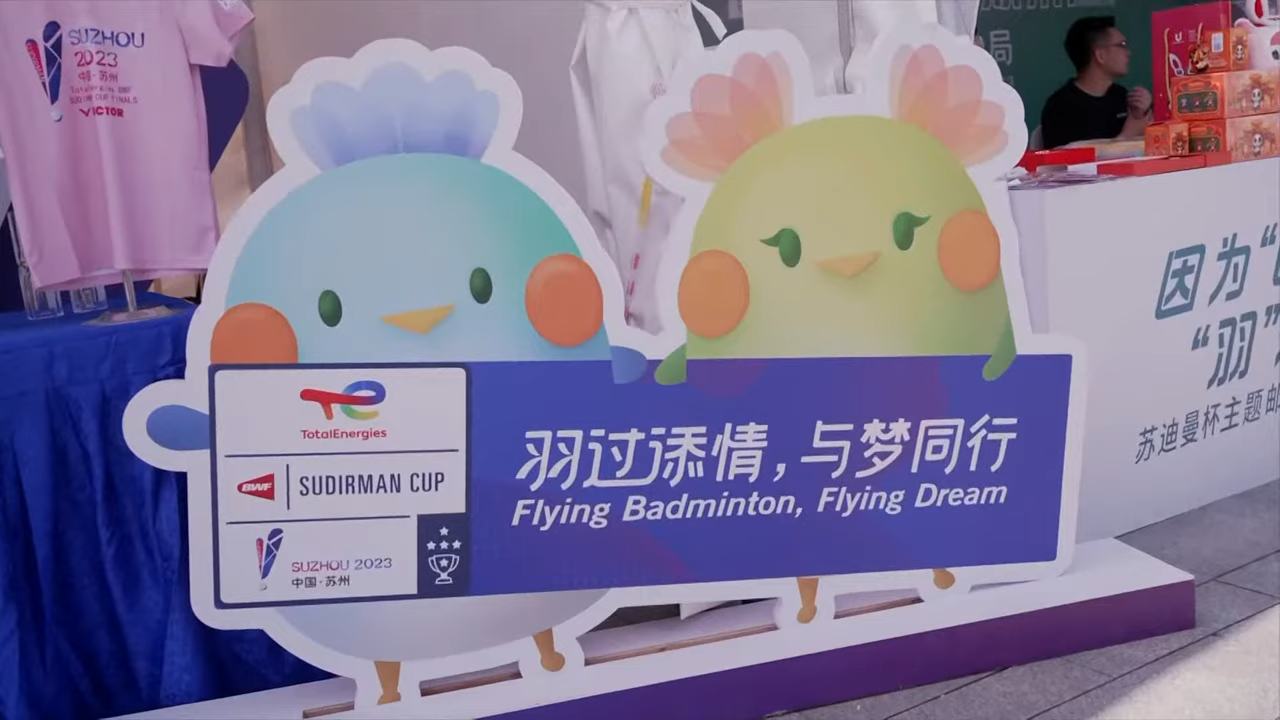 SUZHOU
2023
中国·苏州
VICTOR
局
TotalEnergies
BWF
SUDIRMAN CUP
SUZHOU 2023
中国·苏州
羽过添情，与梦同行
Flying Badminton, Flying Dream
因为“
“羽”
苏迪曼杯主题邮